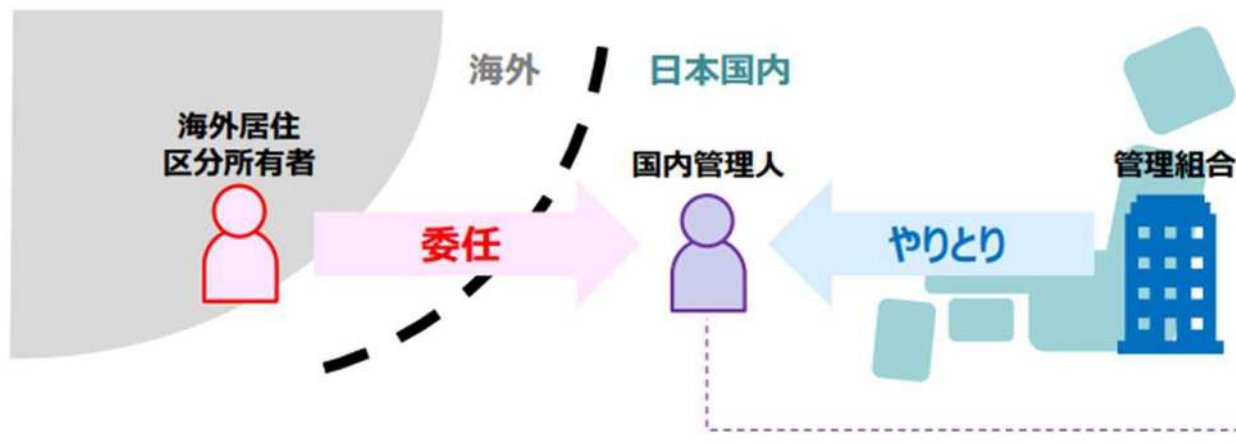 海外
日本国内
海外居住
区分所有者
国内管理人
管理組合
委任
やりとり